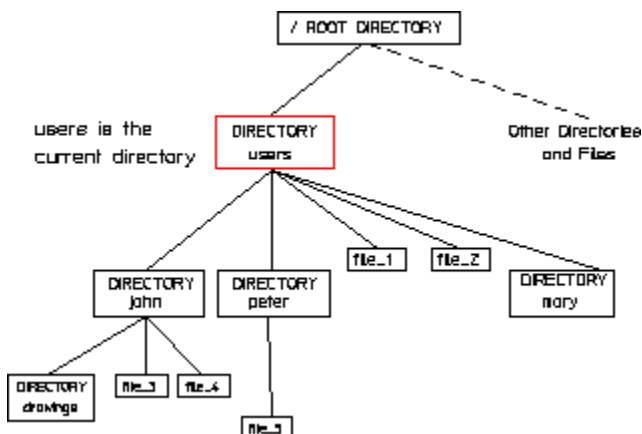 / ROOT DIRECTORY
users is the
current directory
DIRECTORY
users
Other Directories
and Files
file_1
file_2
DIRECTORY
john
DIRECTORY
peter
DIRECTORY
mary
DIRECTORY
drawings
file_3
file_4
file_5